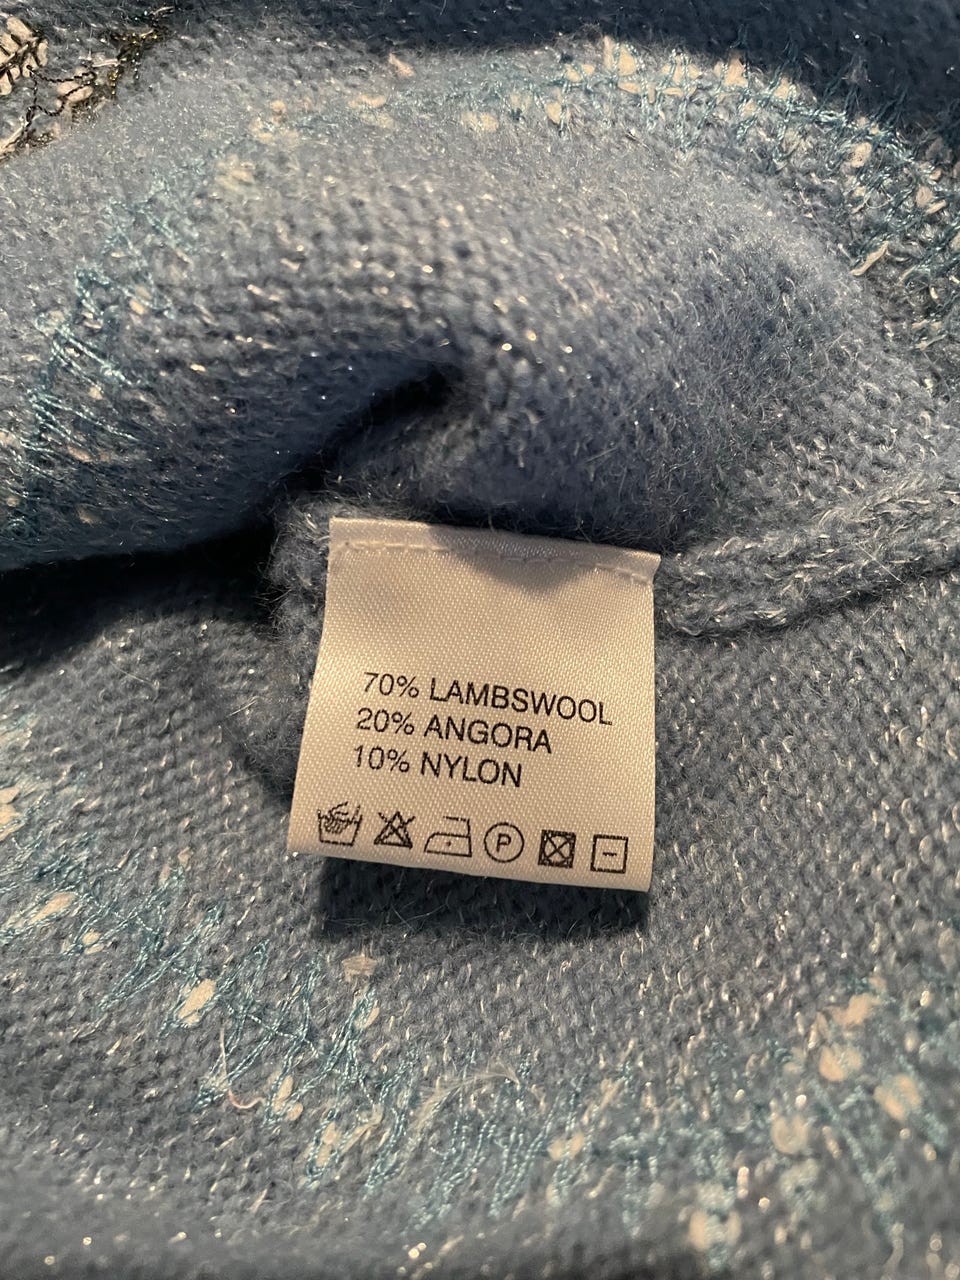 70% LAMBSWOOL
20% ANGORA
10% NYLON
P